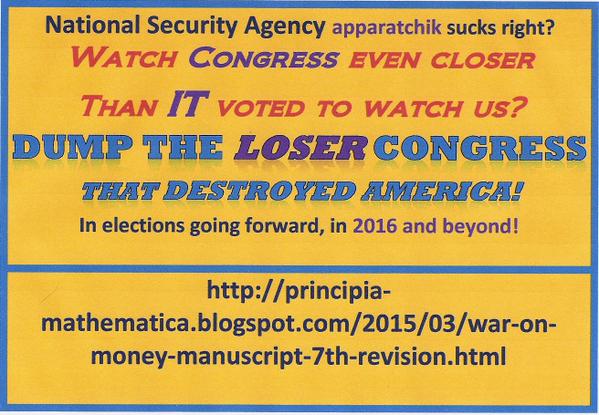 National Security Agency apparatchik sucks right?
WATCH CONGRESS EVEN CLOSER
THAN IT VOTED TO WATCH US?
DUMP THE LOSER CONGRESS
THAT DESTROYED AMERICA!
In elections going forward, in 2016 and beyond!
http://principia-
mathematica.blogspot.com/2015/03/war-on-
money-manuscript-7th-revision.html